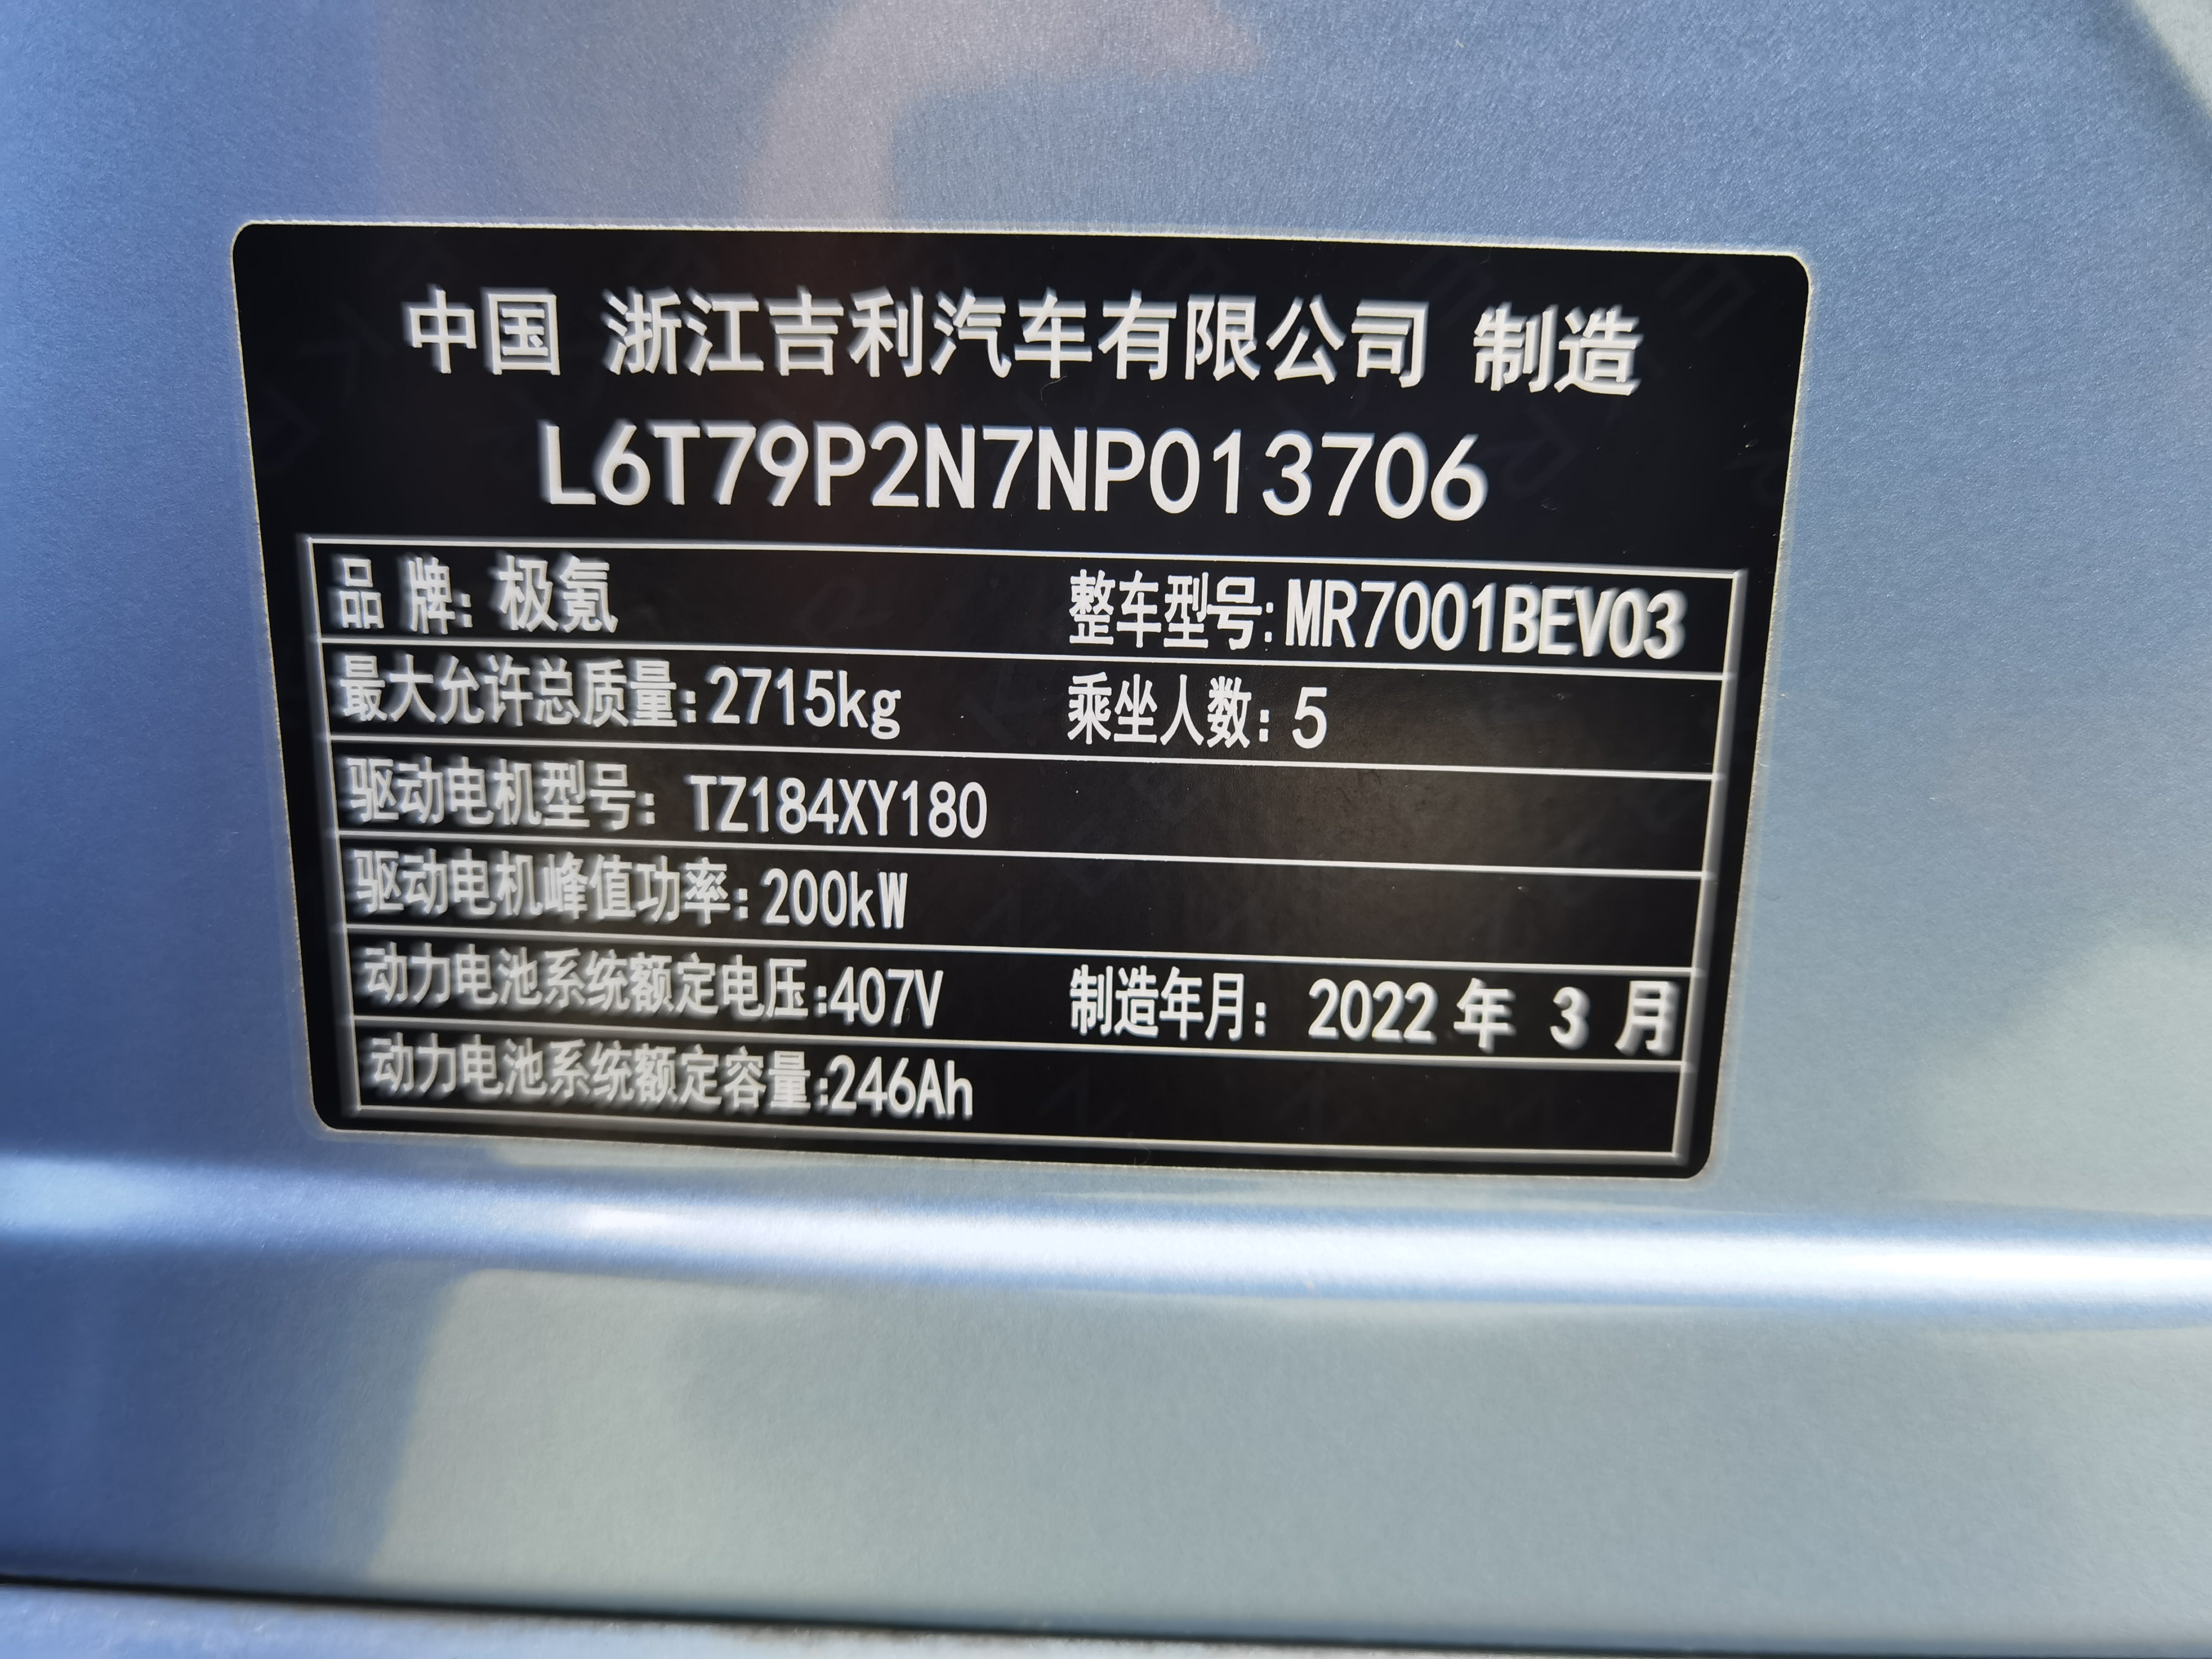 中国 浙江吉利汽车有限公司 制造
L6T79P2N7NP013706
品 牌: 极氪 整车型号:MR7001BEV03
最大允许总质量:2715kg 乘坐人数: 5
驱动电机型号: TZ184XY180
驱动电机峰值功率:200kW
动力电池系统额定电压:407V 制造年月: 2022 年 3 月
动力电池系统额定容量:246Ah